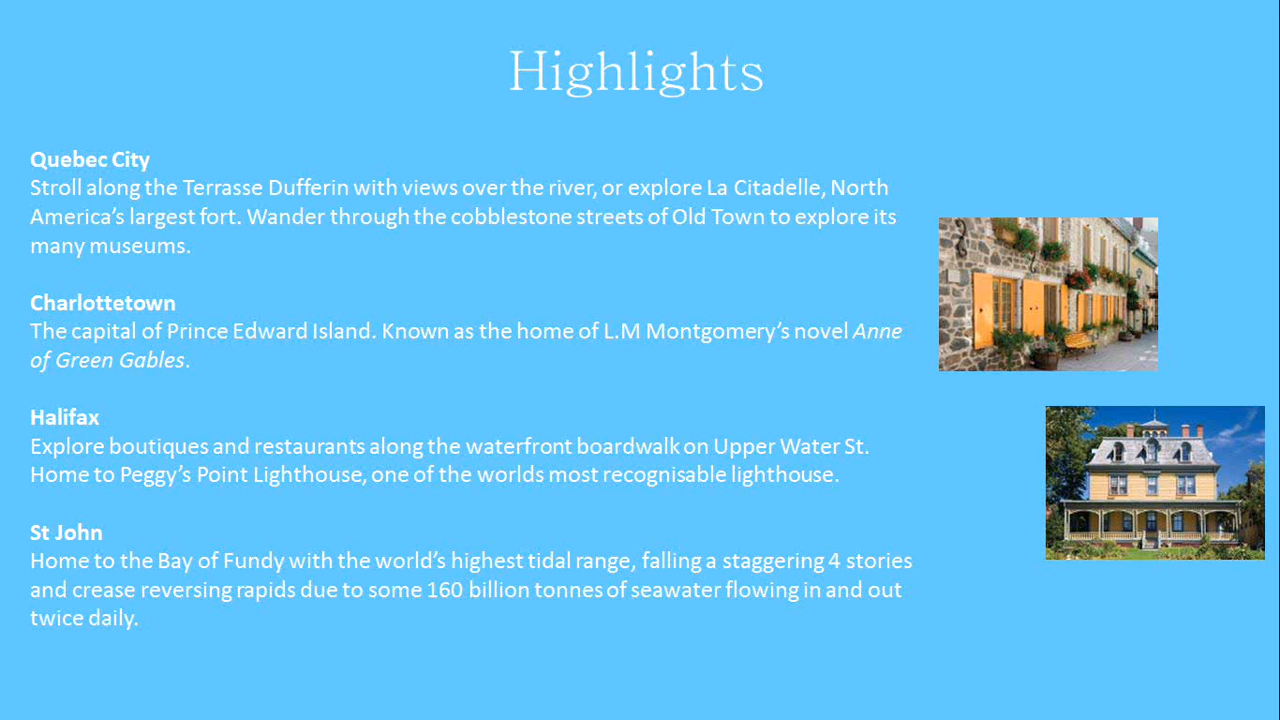 Highlights
Quebec City
Stroll along the Terrasse Dufferin with views over the river, or explore La Citadelle, North
America’s largest fort. Wander through the cobblestone streets of Old Town to explore its
many museums.
Charlottetown
The capital of Prince Edward Island. Known as the home of L.M Montgomery’s novel Anne
of Green Gables.
Halifax
Explore boutiques and restaurants along the waterfront boardwalk on Upper Water St.
Home to Peggy’s Point Lighthouse, one of the worlds most recognisable lighthouse.
St John
Home to the Bay of Fundy with the world’s highest tidal range, falling a staggering 4 stories
and crease reversing rapids due to some 160 billion tonnes of seawater flowing in and out
twice daily.